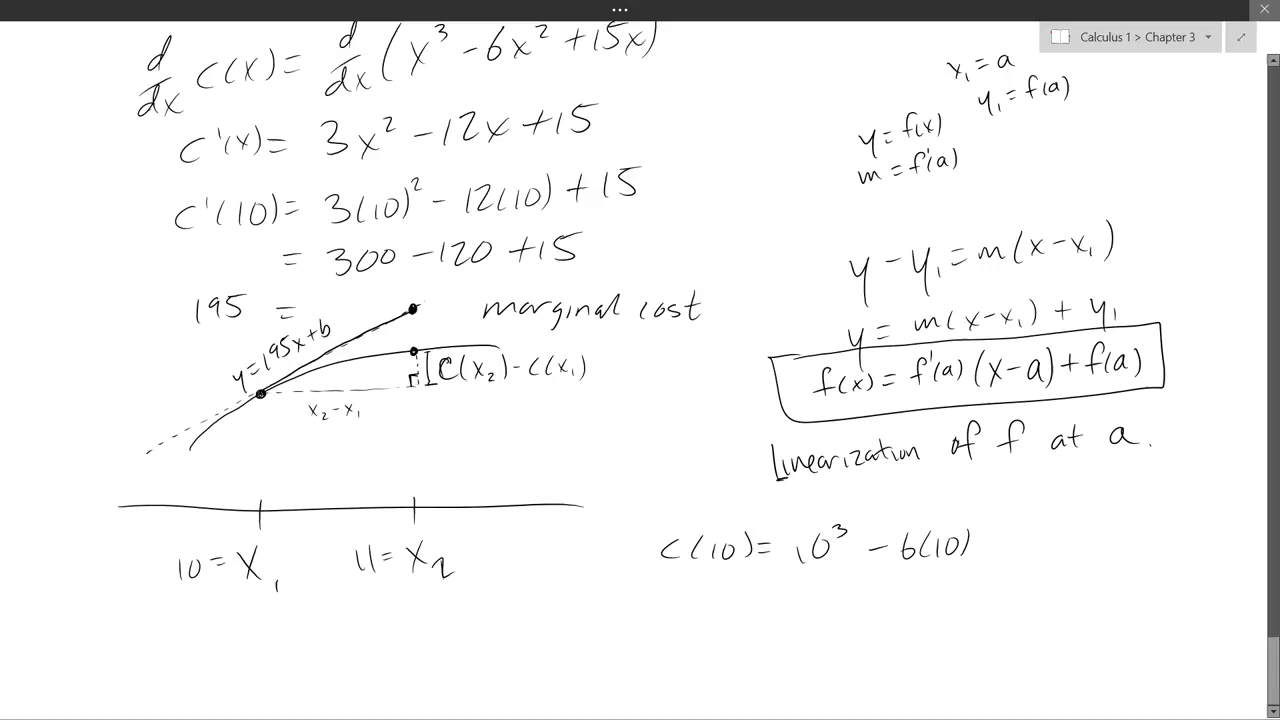 Calculus 1 > Chapter 3
d/dx C(x) = d/dx (x³ - 6x² + 15x)
C'(x) = 3x² - 12x + 15
C'(10) = 3(10)² - 12(10) + 15
= 300 - 120 + 15
195 = marginal cost
y = 195x + b
C(x₂) - C(x₁)
x₂ - x₁
10 = x₁
11 = x₂
x₁ = a
y₁ = f(a)
y = f(x)
m = f'(a)
y - y₁ = m(x - x₁)
y = m(x - x₁) + y₁
f(x) = f'(a)(x - a) + f(a)
Linearization of f at a.
C(10) = 10³ - 6(10)